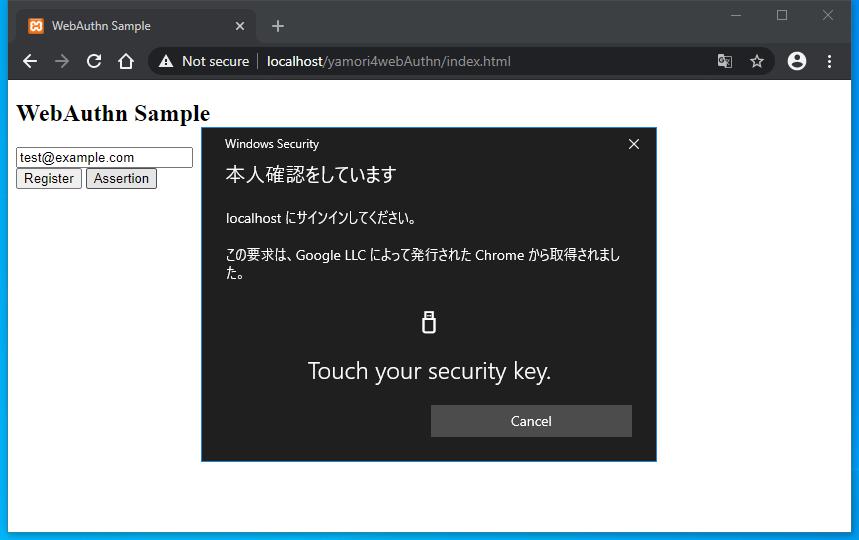 WebAuthn Sample
Not secure
localhost/yamori4webAuthn/index.html
WebAuthn Sample
test@example.com
Register
Assertion
Windows Security
本人確認をしています
localhost にサインインしてください。
この要求は、Google LLC によって発行された Chrome から取得されまし
た。
Touch your security key.
Cancel